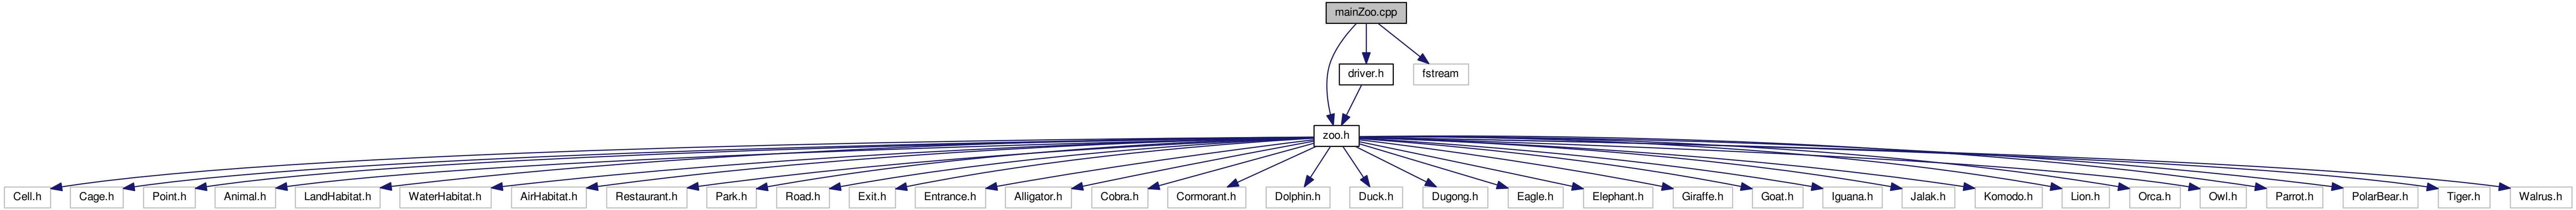 mainZoo.cpp
driver.h
fstream
zoo.h
Cell.h
Cage.h
Point.h
Animal.h
LandHabitat.h
WaterHabitat.h
AirHabitat.h
Restaurant.h
Park.h
Road.h
Exit.h
Entrance.h
Alligator.h
Cobra.h
Cormorant.h
Dolphin.h
Duck.h
Dugong.h
Eagle.h
Elephant.h
Giraffe.h
Goat.h
Iguana.h
Jalak.h
Komodo.h
Lion.h
Orca.h
Owl.h
Parrot.h
PolarBear.h
Tiger.h
Walrus.h